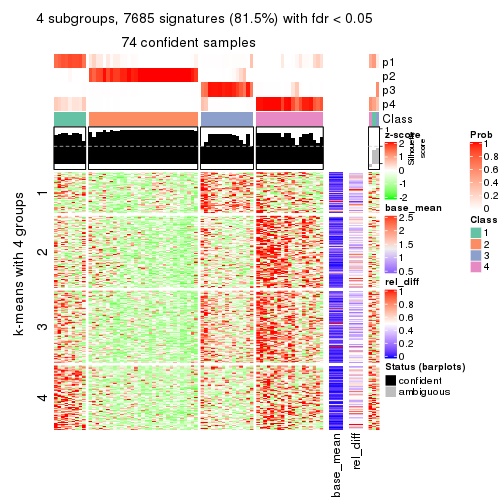 4 subgroups, 7685 signatures (81.5%) with fdr < 0.05
74 confident samples
p1
p2
p3
p4
Class
1
0
Silhouette
score
k-means with 4 groups
1
2
3
4
base_mean
rel_diff
z-score
2
1
0
-1
-2
base_mean
2.5
2
1.5
1
0.5
rel_diff
1
0.8
0.6
0.4
0.2
0
Status (barplots)
confident
ambiguous
Prob
1
0.8
0.6
0.4
0.2
0
Class
1
2
3
4